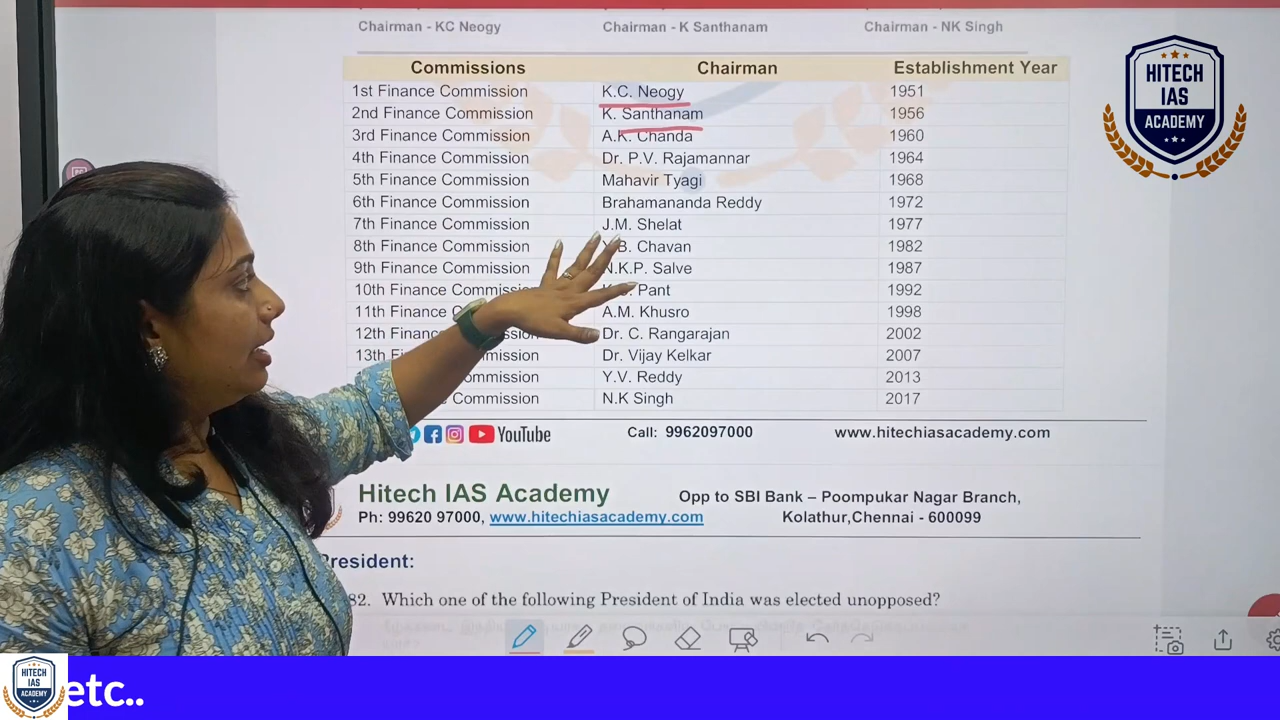 Chairman - KC Neogy Chairman - K Santhanam Chairman - NK Singh
Commissions Chairman Establishment Year
1st Finance Commission K.C. Neogy 1951
2nd Finance Commission K. Santhanam 1956
3rd Finance Commission A.K. Chanda 1960
4th Finance Commission Dr. P.V. Rajamannar 1964
5th Finance Commission Mahavir Tyagi 1968
6th Finance Commission Brahamananda Reddy 1972
7th Finance Commission J.M. Shelat 1977
8th Finance Commission Chavan 1982
9th Finance Commission N.K.P. Salve 1987
10th Finance Pant 1992
11th Finance A.M. Khusro 1998
12th Dr. C. Rangarajan 2002
13th Dr. Vijay Kelkar 2007
Y.V. Reddy 2013
Commission N.K Singh 2017
YouTube Call: 9962097000 www.hitechiasacademy.com
Hitech IAS Academy Opp to SBI Bank – Poompukar Nagar Branch,
Ph: 99620 97000, www.hitechiasacademy.com Kolathur,Chennai - 600099
President:
82. Which one of the following President of India was elected unopposed?
HITECH
IAS
ACADEMY
HITECH
IAS
ACADEMY
etc..